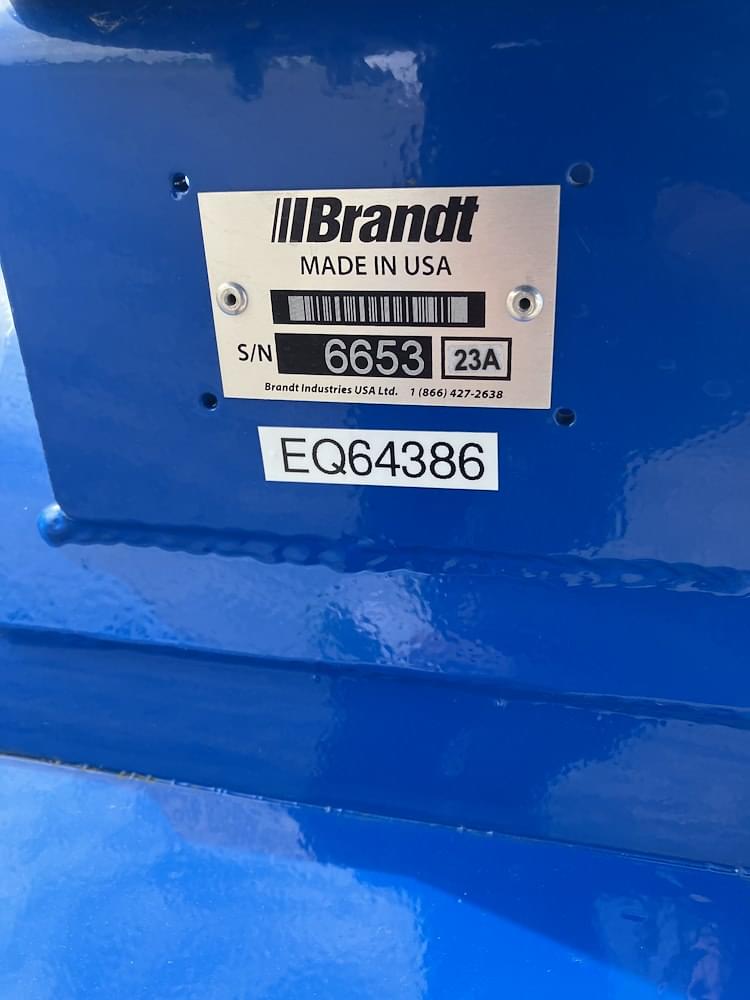 Brandt
MADE IN USA
S/N 6653 23A
Brandt Industries USA Ltd. 1 (866) 427-2638
EQ64386